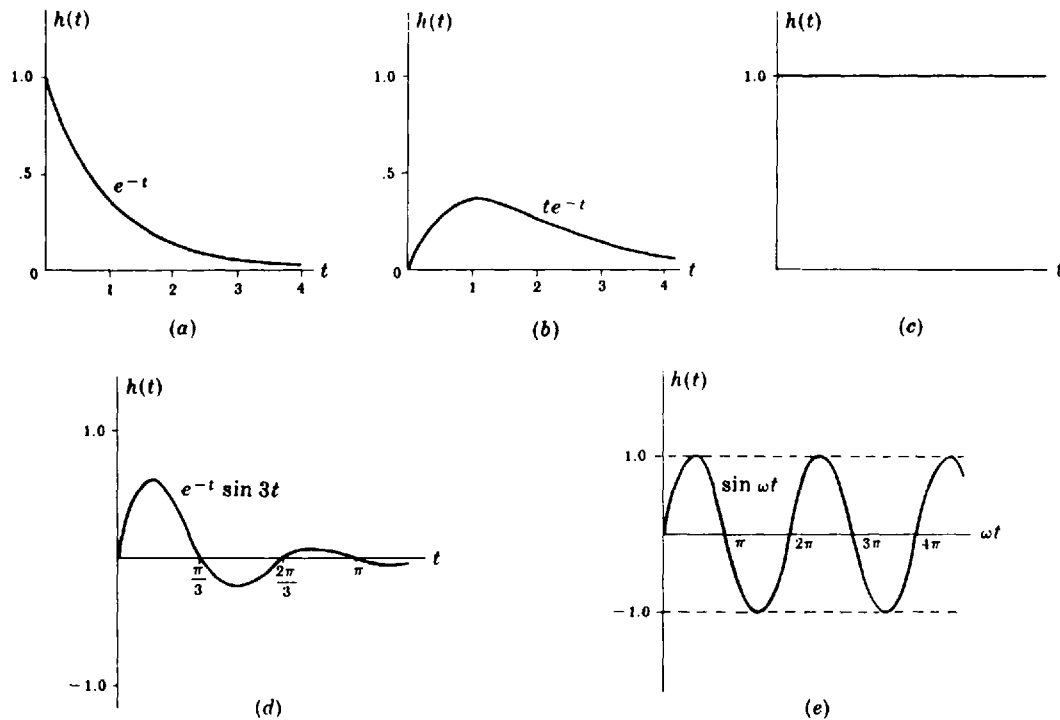 h(t)
1.0
.5
0
e^{-t}
1 2 3 4 t
(a)
h(t)
1.0
.5
0
te^{-t}
1 2 3 4 t
(b)
h(t)
1.0
t
(c)
h(t)
1.0
e^{-t} sin 3t
π/3 2π/3 π t
-1.0
(d)
h(t)
1.0
sin ωt
π 2π 3π 4π ωt
-1.0
(e)